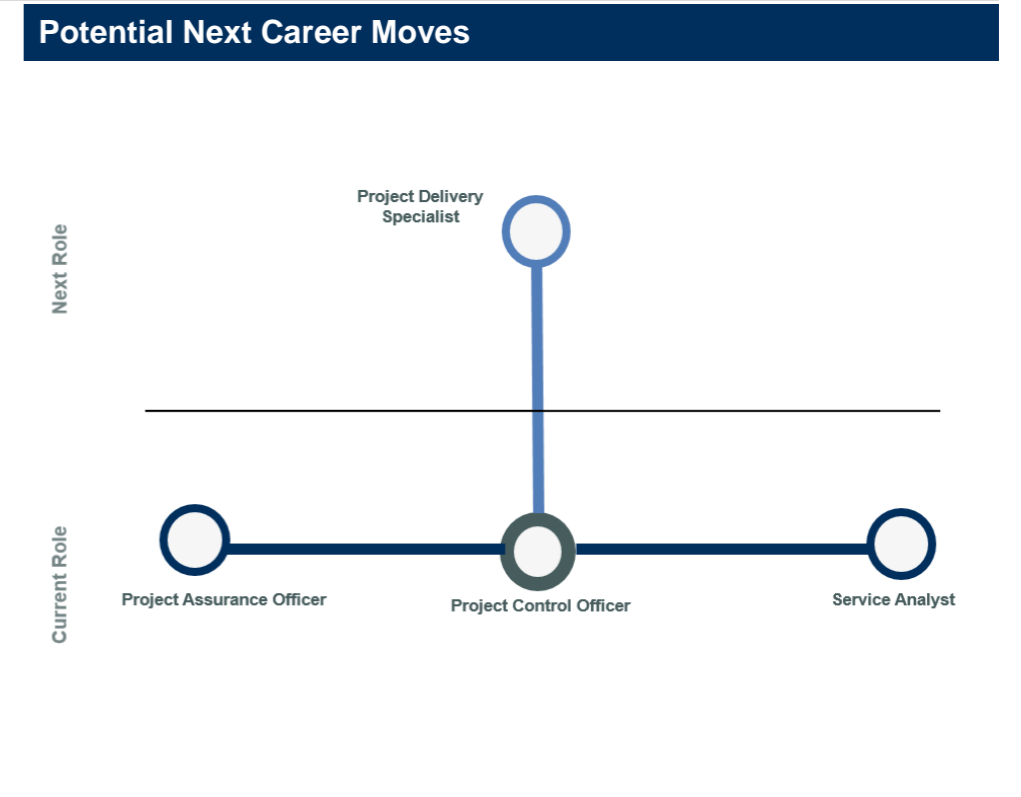 Potential Next Career Moves
Project Delivery
Specialist
Next Role
Current Role
Project Assurance Officer
Project Control Officer
Service Analyst